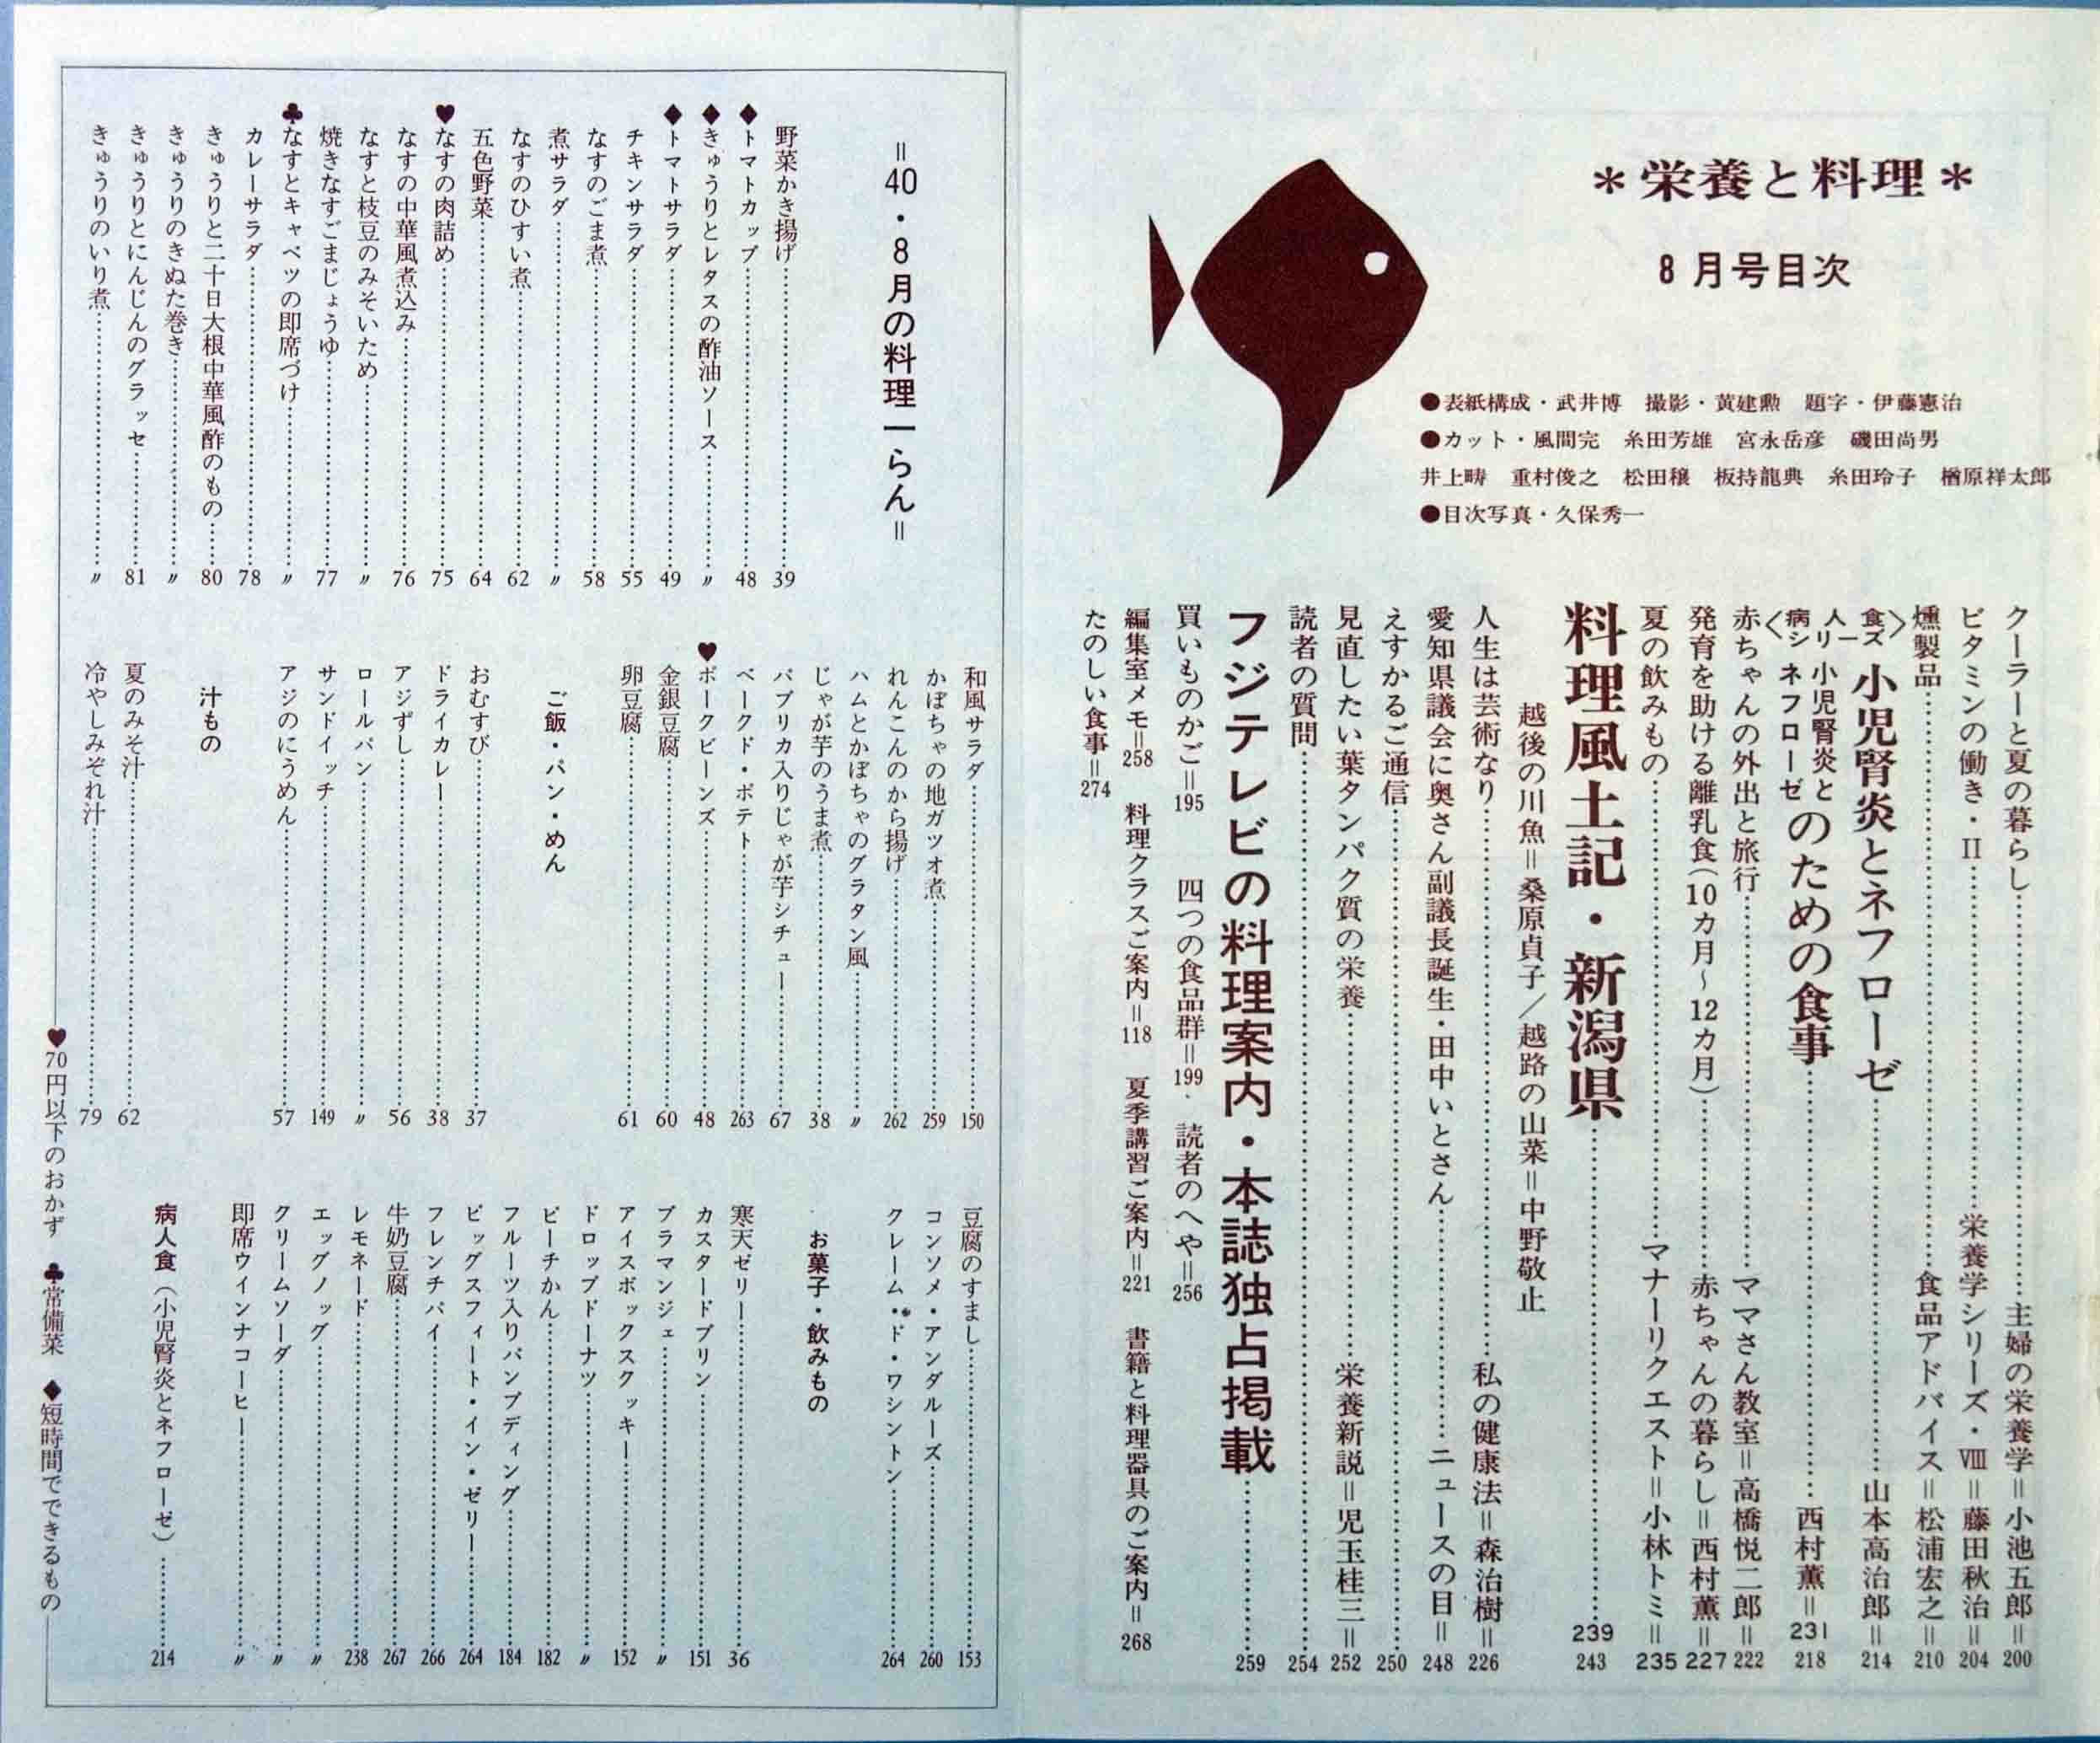 ＊栄養と料理＊
8月号目次
●表紙構成・武井博　撮影・黄建勲　題字・伊藤憲治
●カット・風間完　糸田芳雄　宮永岳彦　磯田尚男
井上疇　重村俊之　松田穣　板持龍典　糸田玲子　楢原祥太郎
●目次写真・久保秀一
クーラーと夏の暮らし……主婦の栄養学＝小池五郎＝200
ビタミンの働き・II……栄養学シリーズ・VIII＝藤田秋治＝204
燻製品……食品アドバイス＝松浦宏之＝210
〈病人食シリーズ〉小児腎炎とネフローゼ……山本高治郎＝214
小児腎炎とネフローゼのための食事……西村薫＝231 218
赤ちゃんの外出と旅行……ママさん教室＝高橋悦二郎＝222
発育を助ける離乳食（10カ月～12カ月）……赤ちゃんの暮らし＝西村薫＝227
夏の飲みもの……マナーリクエスト＝小林トミ＝235
料理風土記・新潟県……239 243
越後の川魚＝桑原貞子／越路の山菜＝中野敬止
人生は芸術なり……私の健康法＝森治樹＝226
愛知県議会に奥さん副議長誕生・田中いとさん……ニュースの目＝248
えすかるご通信……250
見直したい葉タンパク質の栄養……栄養新説＝児玉桂三＝252
読者の質問……254
フジテレビの料理案内・本誌独占掲載……259
買いものかご＝195　四つの食品群＝199　読者のへや＝256
編集室メモ＝258　料理クラスご案内＝118　夏季講習ご案内＝221　書籍と料理器具のご案内＝268
たのしい食事＝274
＝40・8月の料理一らん＝
野菜かき揚げ……39
◆トマトカップ……48
◆きゅうりとレタスの酢油ソース……〃
◆トマトサラダ……49
チキンサラダ……55
なすのごま煮……58
煮サラダ……〃
なすのひすい煮……62
五色野菜……64
♥なすの肉詰め……75
なすの中華風煮込み……76
なすと枝豆のみそいため……〃
焼きなすごまじょうゆ……77
♣なすとキャベツの即席づけ……〃
カレーサラダ……78
きゅうりと二十日大根中華風酢のもの……80
きゅうりのきぬた巻き……〃
きゅうりとにんじんのグラッセ……81
きゅうりのいり煮……〃
和風サラダ……150
かぼちゃの地ガツオ煮……259
れんこんのから揚げ……262
ハムとかぼちゃのグラタン風……〃
じゃが芋のうま煮……38
パプリカ入りじゃが芋シチュー……67
ベークド・ポテト……263
♥ポークビーンズ……48
金銀豆腐……60
卵豆腐……61
ご飯・パン・めん
おむすび……37
ドライカレー……38
アジずし……56
ロールパン……〃
サンドイッチ……149
アジのにうめん……57
汁もの
夏のみそ汁……62
冷やしみぞれ汁……79
豆腐のすまし……153
コンソメ・アンダルーズ……260
クレーム・ド・ワシントン……264
お菓子・飲みもの
寒天ゼリー……36
カスタードプリン……151
ブラマンジェ……〃
アイスボックスクッキー……152
ドロップドーナツ……〃
ピーチかん……182
フルーツ入りパンプディング……184
ビッグスフィート・イン・ゼリー……264
フレンチパイ……266
牛奶豆腐……267
レモネード……238
エッグノッグ……〃
クリームソーダ……〃
即席ウインナコーヒー……〃
病人食（小児腎炎とネフローゼ）……214
♥70円以下のおかず　♣常備菜　◆短時間でできるもの